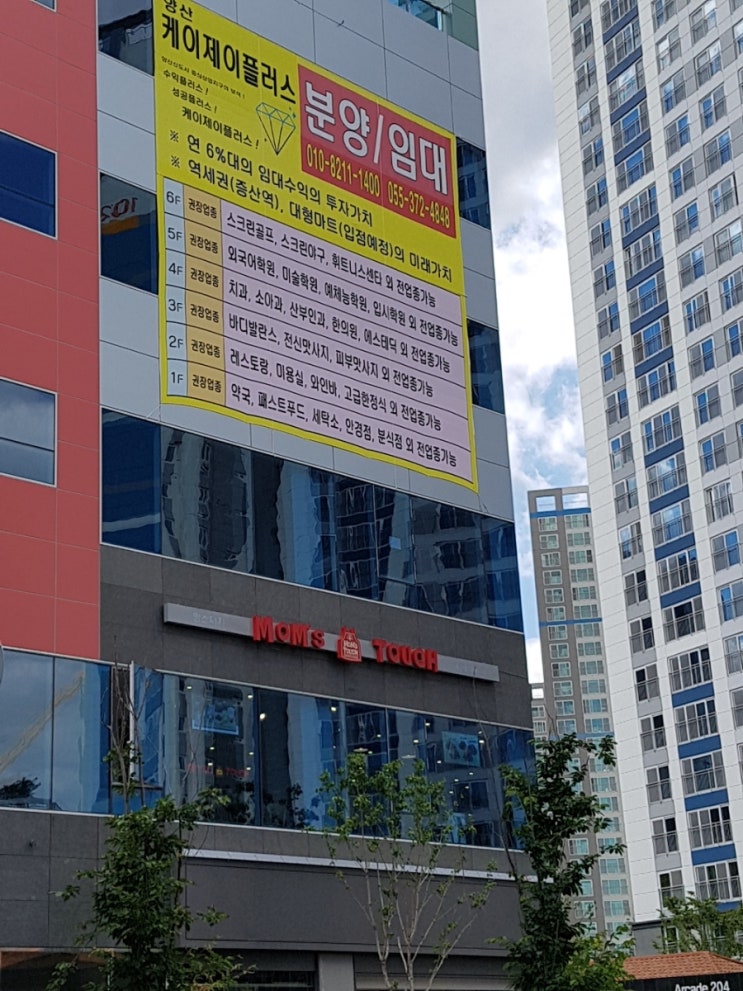 양산
케이제이플러스
수익플러스!
성공플러스!
케이제이플러스!
분양/임대
010-8211-1400 055-372-4848
※ 연 6%대의 임대수익의 투자가치
※ 역세권(증산역), 대형마트(입점예정)의 미래가치
6F 권장업종 스크린골프, 스크린야구, 휘트니스센타 외 전업종가능
5F 권장업종 외국어학원, 미술학원, 예체능학원, 입시학원 외 전업종가능
4F 권장업종 치과, 소아과, 산부인과, 한의원, 에스테딕 외 전업종가능
3F 권장업종 바디발란스, 전신맛사지, 피부맛사지 외 전업종가능
2F 권장업종 레스토랑, 미용실, 와인바, 고급한정식 외 전업종가능
1F 권장업종 약국, 패스트푸드, 세탁소, 안경점, 분식점 외 전업종가능
MOM'S TOUCH
Arcade 204